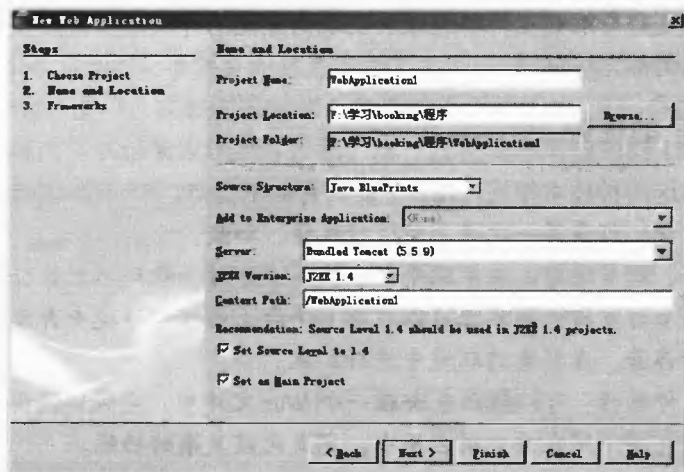 New Web Application
Steps
1. Choose Project
2. Name and Location
3. Frameworks
Name and Location
Project Name: WebApplication1
Project Location: F:\学习\booking\程序 Browse...
Project Folder: F:\学习\booking\程序\WebApplication1
Source Structure: Java BluePrints
Add to Enterprise Application: <None>
Server: Bundled Tomcat (5.5.9)
J2EE Version: J2EE 1.4
Context Path: /WebApplication1
Recommendation: Source Level 1.4 should be used in J2EE 1.4 projects.
Set Source Level to 1.4
Set as Main Project
< Back Next > Finish Cancel Help